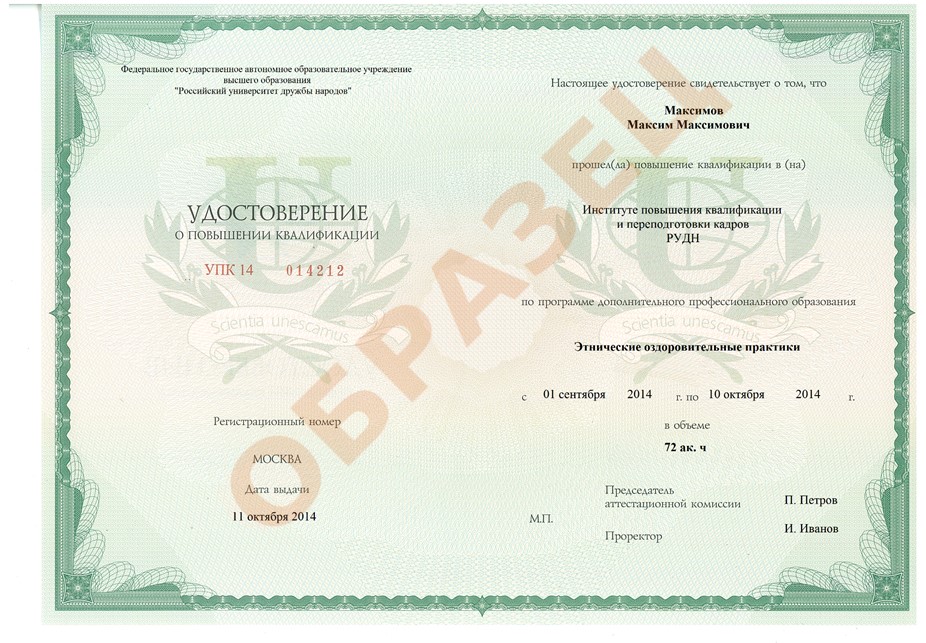 Федеральное государственное автономное образовательное учреждение
высшего образования
"Российский университет дружбы народов"
УДОСТОВЕРЕНИЕ
О ПОВЫШЕНИИ КВАЛИФИКАЦИИ
УПК 14 014212
Scientia unescamus
Регистрационный номер
МОСКВА
Дата выдачи
11 октября 2014
Настоящее удостоверение свидетельствует о том, что
Максимов
Максим Максимович
прошел(ла) повышение квалификации в (на)
Институте повышения квалификации
и переподготовки кадров
РУДН
по программе дополнительного профессионального образования
Scientia unescamus
Этнические оздоровительные практики
с 01 сентября 2014 г. по 10 октября 2014 г.
в объеме
72 ак. ч
Председатель
аттестационной комиссии П. Петров
М.П.
Проректор И. Иванов
ОБРАЗЕЦ